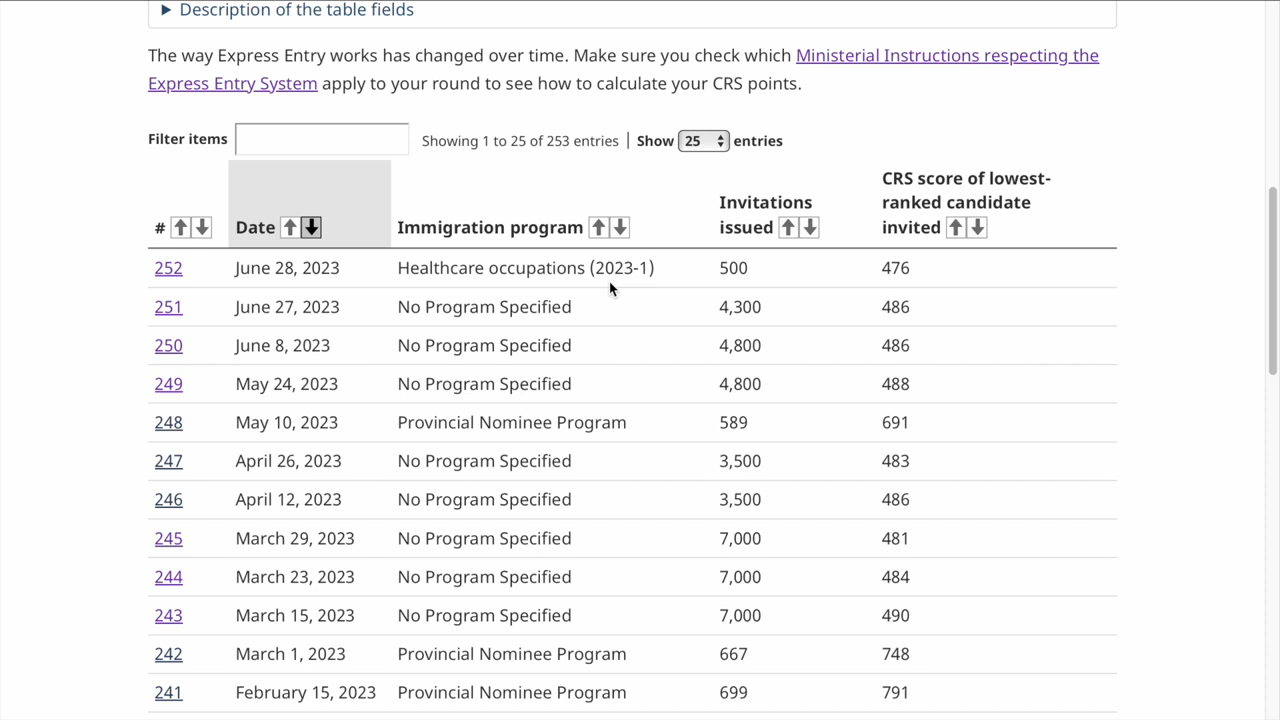 Description of the table fields
The way Express Entry works has changed over time. Make sure you check which Ministerial Instructions respecting the
Express Entry System apply to your round to see how to calculate your CRS points.
Filter items Showing 1 to 25 of 253 entries | Show 25 entries
# Date Immigration program Invitations issued CRS score of lowest-ranked candidate invited
252 June 28, 2023 Healthcare occupations (2023-1) 500 476
251 June 27, 2023 No Program Specified 4,300 486
250 June 8, 2023 No Program Specified 4,800 486
249 May 24, 2023 No Program Specified 4,800 488
248 May 10, 2023 Provincial Nominee Program 589 691
247 April 26, 2023 No Program Specified 3,500 483
246 April 12, 2023 No Program Specified 3,500 486
245 March 29, 2023 No Program Specified 7,000 481
244 March 23, 2023 No Program Specified 7,000 484
243 March 15, 2023 No Program Specified 7,000 490
242 March 1, 2023 Provincial Nominee Program 667 748
241 February 15, 2023 Provincial Nominee Program 699 791